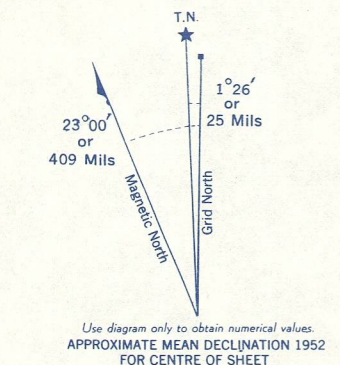 T.N.
1°26′
or
25 Mils
23°00′
or
409 Mils
Magnetic North
Grid North
Use diagram only to obtain numerical values.
APPROXIMATE MEAN DECLINATION 1952
FOR CENTRE OF SHEET